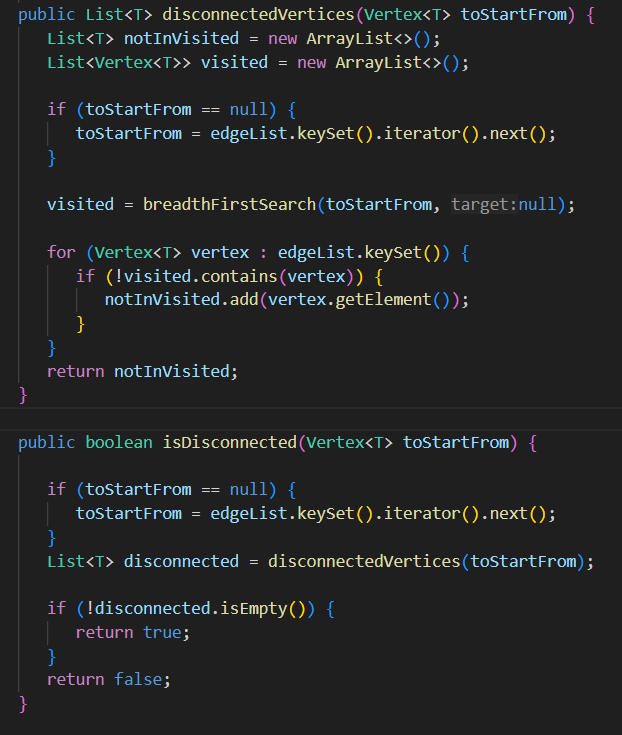 public List<T> disconnectedVertices(Vertex<T> toStartFrom) {
List<T> notInVisited = new ArrayList<>();
List<Vertex<T>> visited = new ArrayList<>();
if (toStartFrom == null) {
toStartFrom = edgeList.keySet().iterator().next();
}
visited = breadthFirstSearch(toStartFrom, target:null);
for (Vertex<T> vertex : edgeList.keySet()) {
if (!visited.contains(vertex)) {
notInVisited.add(vertex.getElement());
}
}
return notInVisited;
}
public boolean isDisconnected(Vertex<T> toStartFrom) {
if (toStartFrom == null) {
toStartFrom = edgeList.keySet().iterator().next();
}
List<T> disconnected = disconnectedVertices(toStartFrom);
if (!disconnected.isEmpty()) {
return true;
}
return false;
}